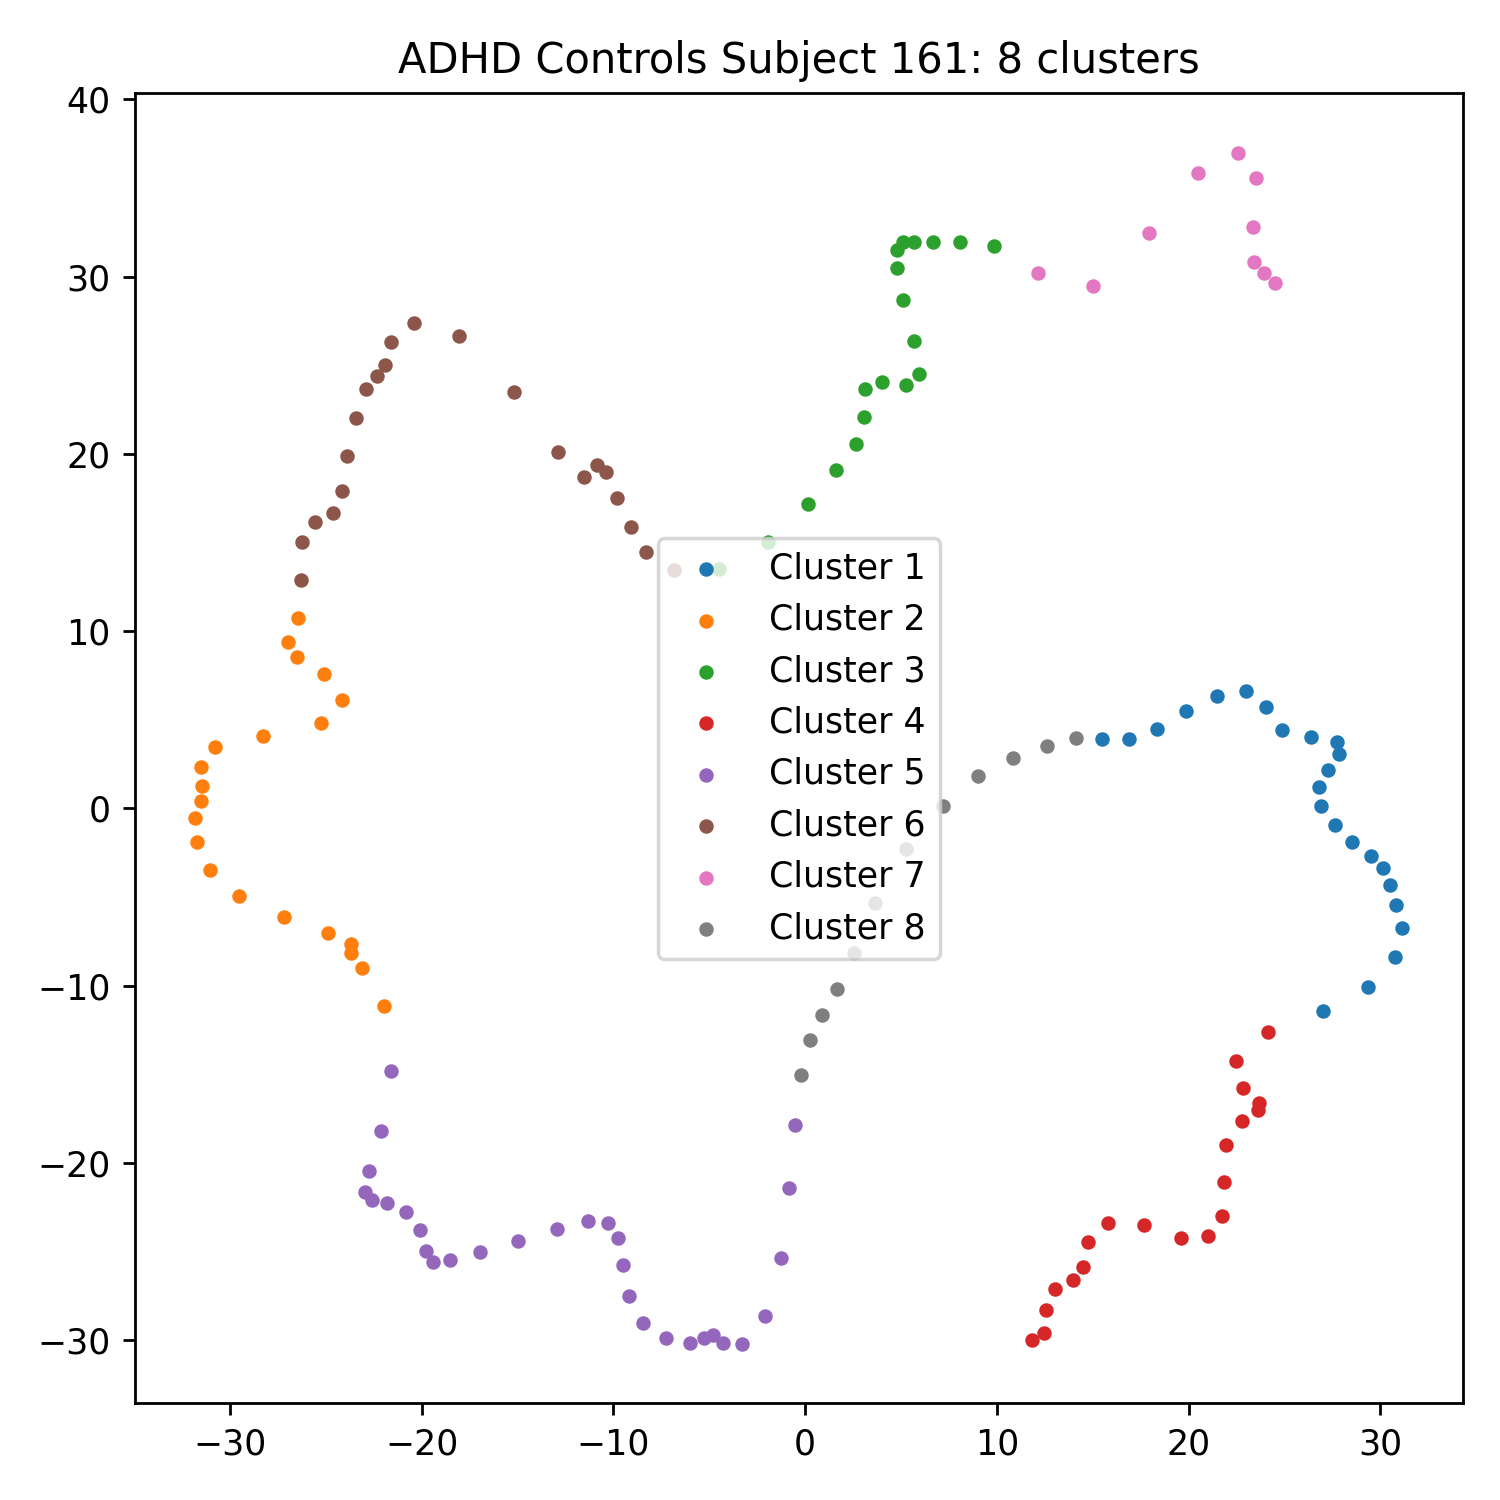 ADHD Controls Subject 161: 8 clusters
40
30
20
10
0
−10
−20
−30
Cluster 1
Cluster 2
Cluster 3
Cluster 4
Cluster 5
Cluster 6
Cluster 7
Cluster 8
−30 −20 −10 0 10 20 30